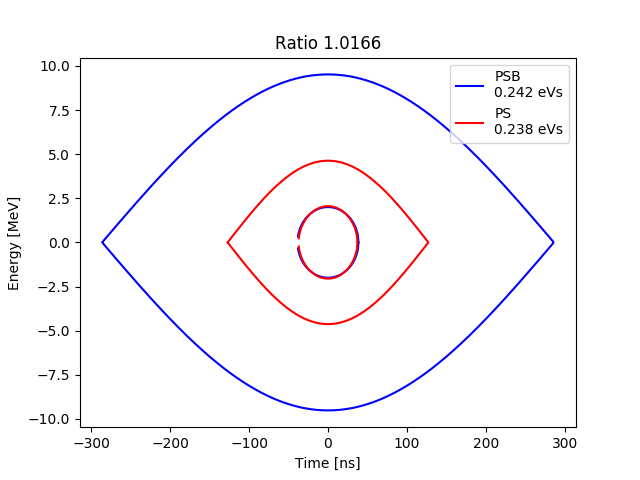 Ratio 1.0166
PSB
0.242 eVs
PS
0.238 eVs
Energy [MeV]
10.0
7.5
5.0
2.5
0.0
−2.5
−5.0
−7.5
−10.0
−300
−200
−100
0
100
200
300
Time [ns]